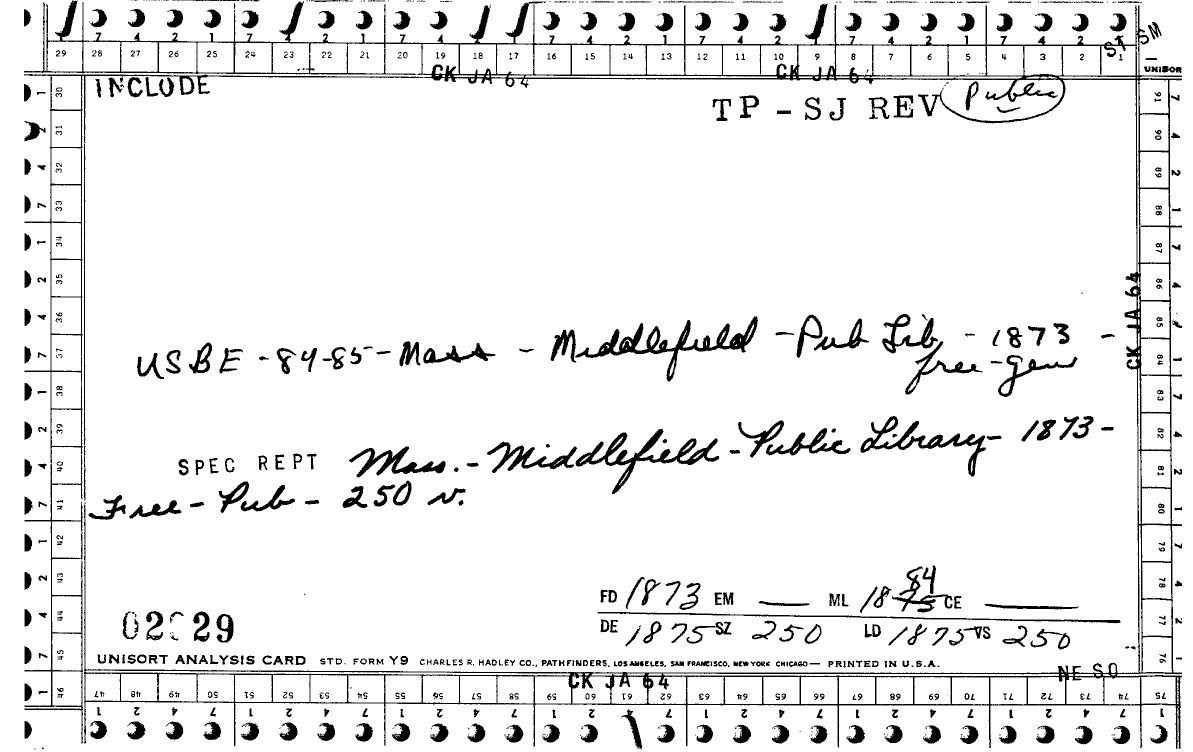 7 4 2 1 7 4 2 1 7 4 2 1 7 4 2 1 7 4 2 1 7 4 2 1
29 28 27 26 25 24 23 22 21 20 19 18 17 16 15 14 13 12 11 10 9 8 7 6 5 4 3 2 1
ST SM
CK JA 64 CK JA 64
UNISOR
INCLUDE
TP - SJ REV Public
USBE - 84-85 - Mass - Middlefield - Pub Lib - 1873 -
free - gen
CK JA 64
SPEC REPT Mass. - Middlefield - Public Library - 1873 -
Free - Pub - 250 v.
84
FD 1873 EM ML 1875 CE
DE 1875 SZ 250 LD 1875 VS 250
UNISORT ANALYSIS CARD STD. FORM Y9 CHARLES R. HADLEY CO., PATHFINDERS, LOS ANGELES, SAN FRANCISCO, NEW YORK CHICAGO — PRINTED IN U.S.A.
NE SO
CK JA 64
30 31 32 33 34 35 36 37 38 39 40 41 42 43 44 45 46
91 90 89 88 87 86 85 84 83 82 81 80 79 78 77 76
47 48 49 50 51 52 53 54 55 56 57 58 59 60 61 62 63 64 65 66 67 68 69 70 71 72 73 74 75